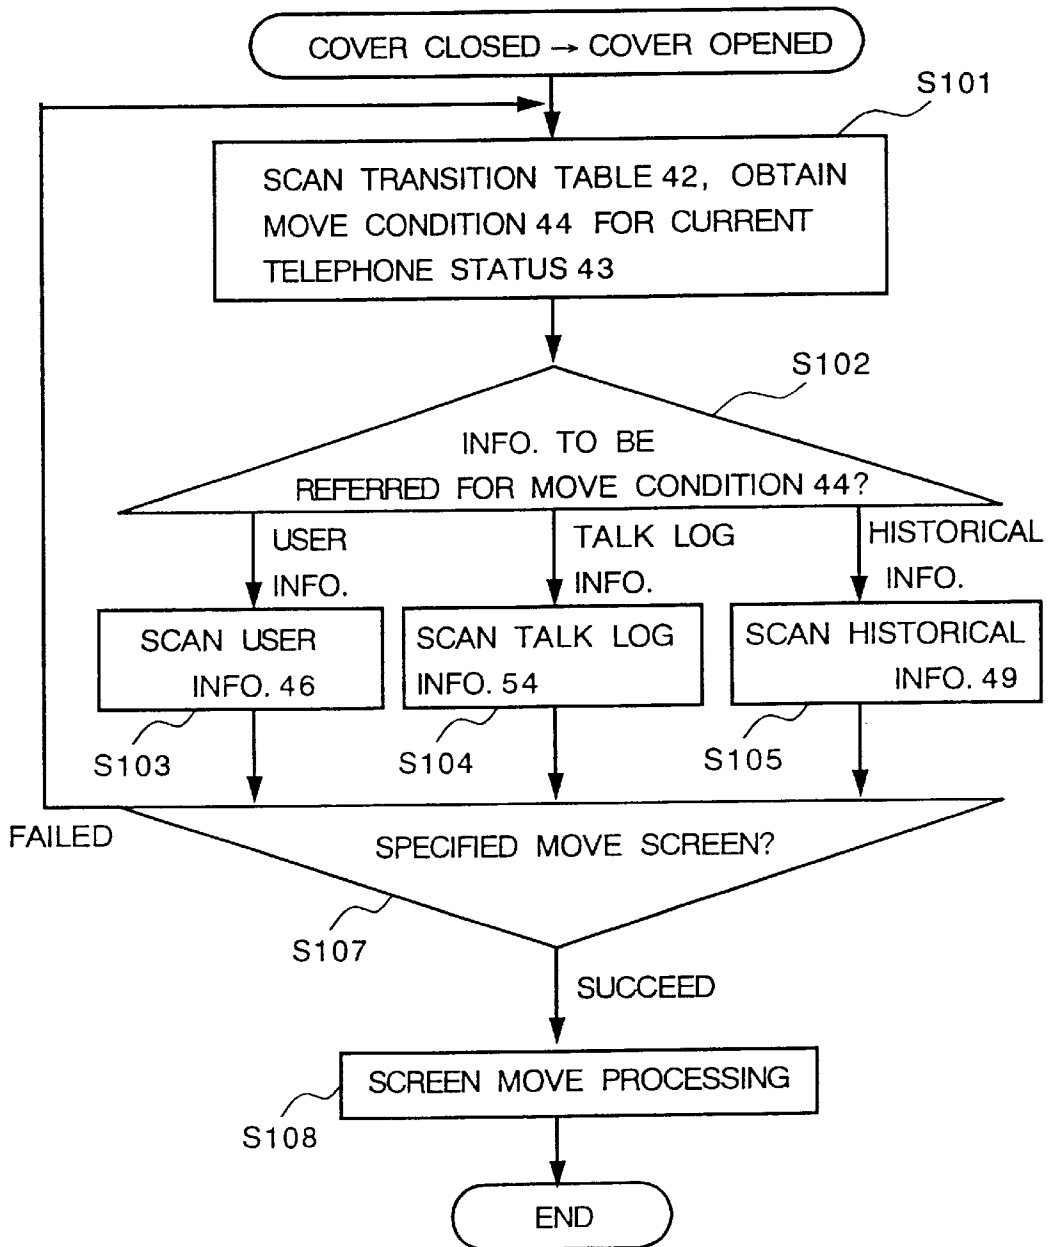 COVER CLOSED → COVER OPENED
S101
SCAN TRANSITION TABLE 42, OBTAIN
MOVE CONDITION 44 FOR CURRENT
TELEPHONE STATUS 43
S102
INFO. TO BE
REFERRED FOR MOVE CONDITION 44?
USER
INFO.
TALK LOG
INFO.
HISTORICAL
INFO.
SCAN USER
INFO. 46
SCAN TALK LOG
INFO. 54
SCAN HISTORICAL
INFO. 49
S103
S104
S105
FAILED
SPECIFIED MOVE SCREEN?
S107
SUCCEED
SCREEN MOVE PROCESSING
S108
END